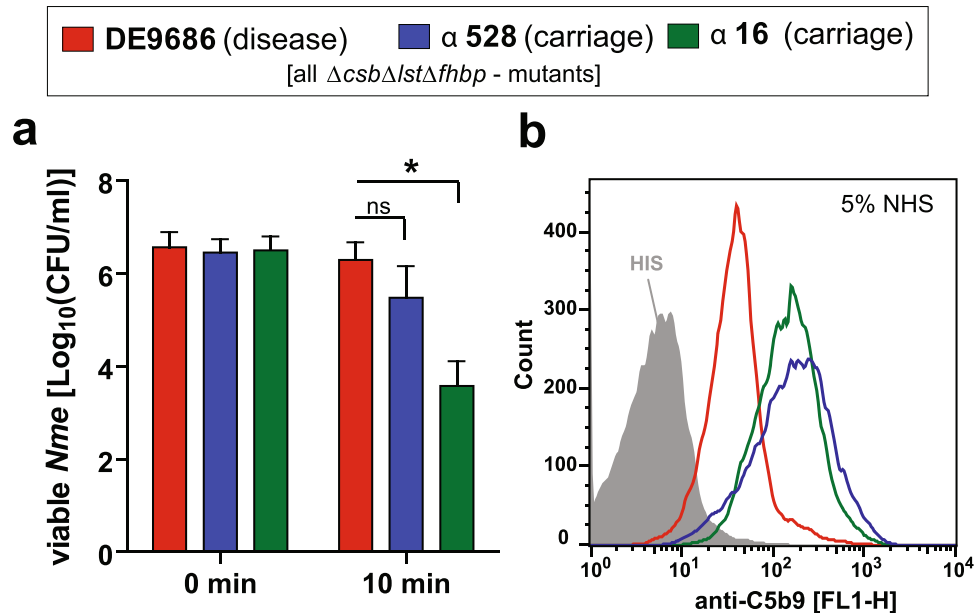 DE9686 (disease) α 528 (carriage) α 16 (carriage)
[all ΔcsbΔlstΔfhbp - mutants]
a
b
viable Nme [Log10(CFU/ml)]
8
6
4
2
0
*
ns
0 min 10 min
5% NHS
HIS
Count
400
300
200
100
0
10^0 10^1 10^2 10^3 10^4
anti-C5b9 [FL1-H]